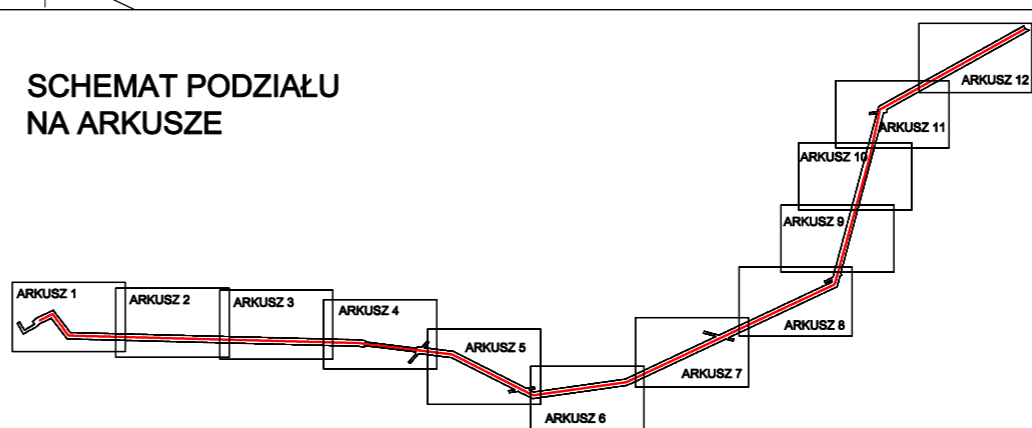 SCHEMAT PODZIAŁU
NA ARKUSZE
ARKUSZ 1
ARKUSZ 2
ARKUSZ 3
ARKUSZ 4
ARKUSZ 5
ARKUSZ 6
ARKUSZ 7
ARKUSZ 8
ARKUSZ 9
ARKUSZ 10
ARKUSZ 11
ARKUSZ 12